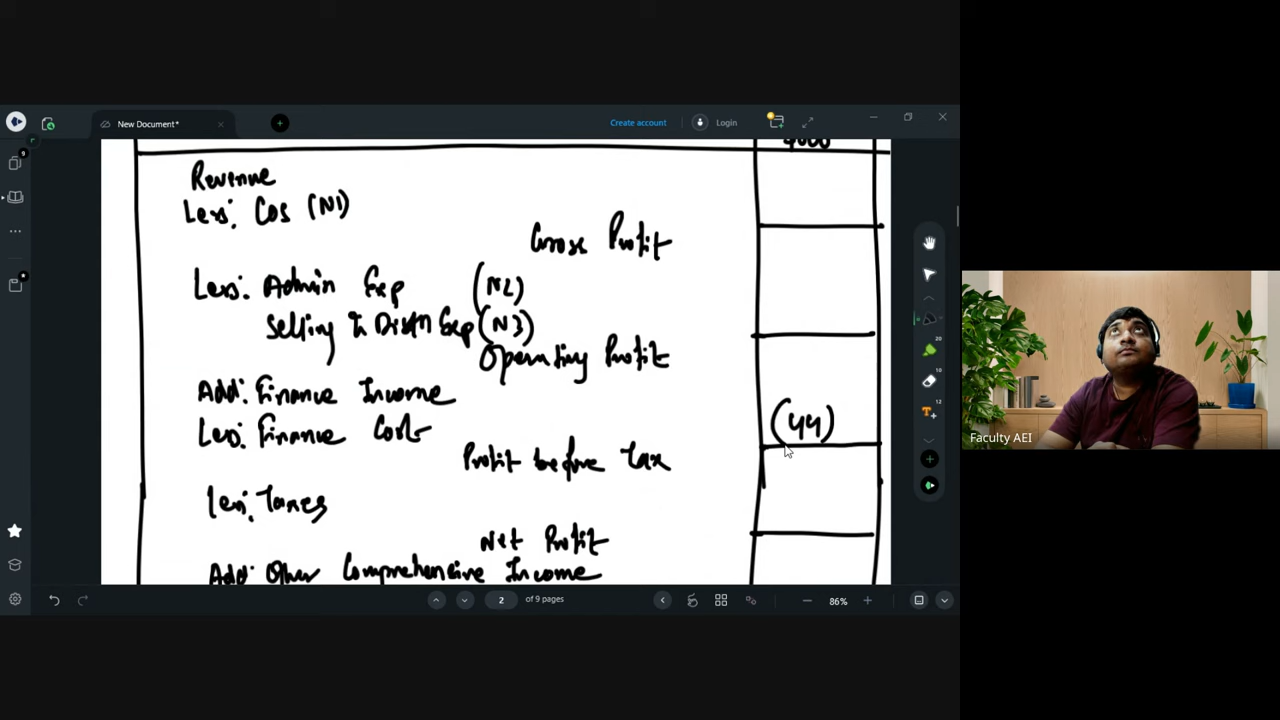 New Document*
Create account
Login
4000
Revenue
Less: COS (N1)
Gross Profit
Less: Admin Exp (N2)
Selling & Distn Exp (N3)
Operating Profit
Add: Finance Income
Less: Finance Cost (44)
Profit before Tax
Less: Taxes
Net Profit
Add: Other Comprehensive Income
Faculty AEI
2 of 9 pages
86%